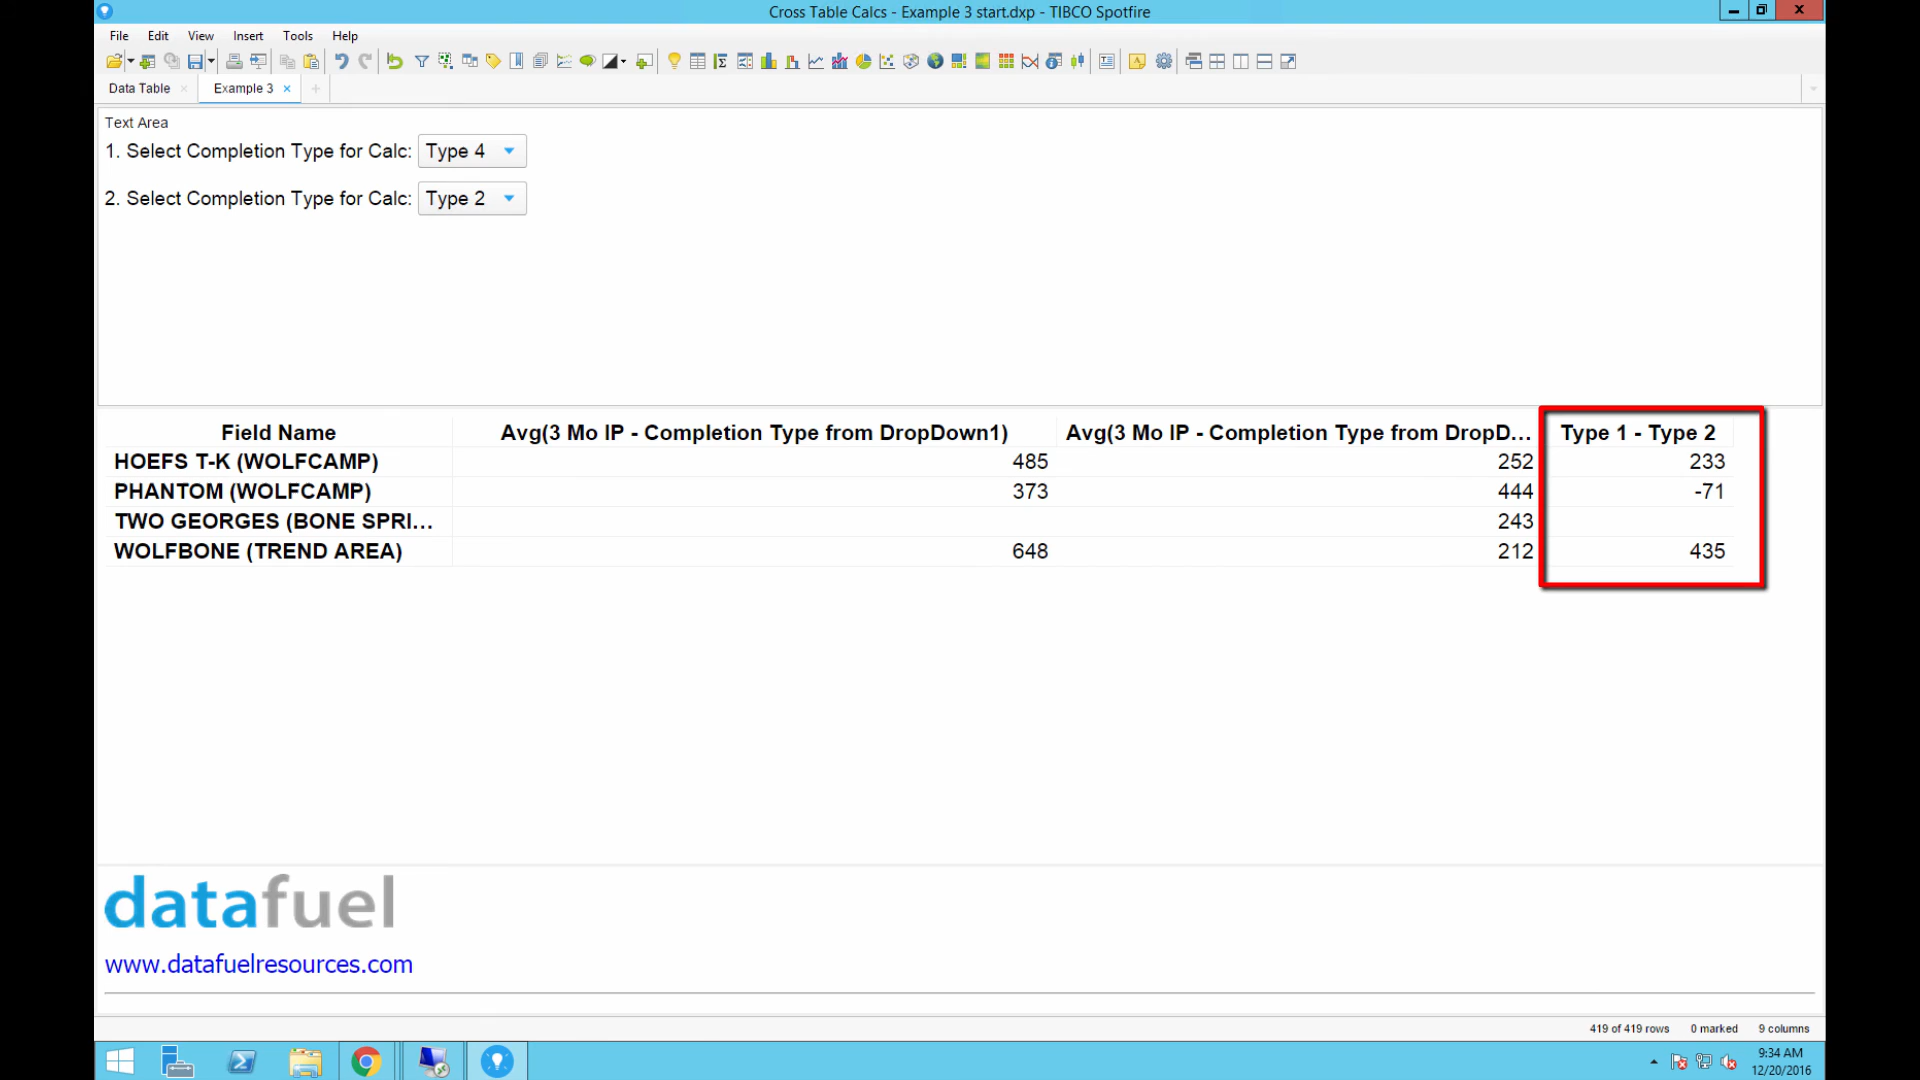 Cross Table Calcs - Example 3 start.dxp - TIBCO Spotfire
File Edit View Insert Tools Help
Data Table Example 3
Text Area
1. Select Completion Type for Calc: Type 4
2. Select Completion Type for Calc: Type 2
Field Name Avg(3 Mo IP - Completion Type from DropDown1) Avg(3 Mo IP - Completion Type from DropD... Type 1 - Type 2
HOEFS T-K (WOLFCAMP) 485 252 233
PHANTOM (WOLFCAMP) 373 444 -71
TWO GEORGES (BONE SPRI... 243
WOLFBONE (TREND AREA) 648 212 435
datafuel
www.datafuelresources.com
419 of 419 rows 0 marked 9 columns
9:34 AM
12/20/2016